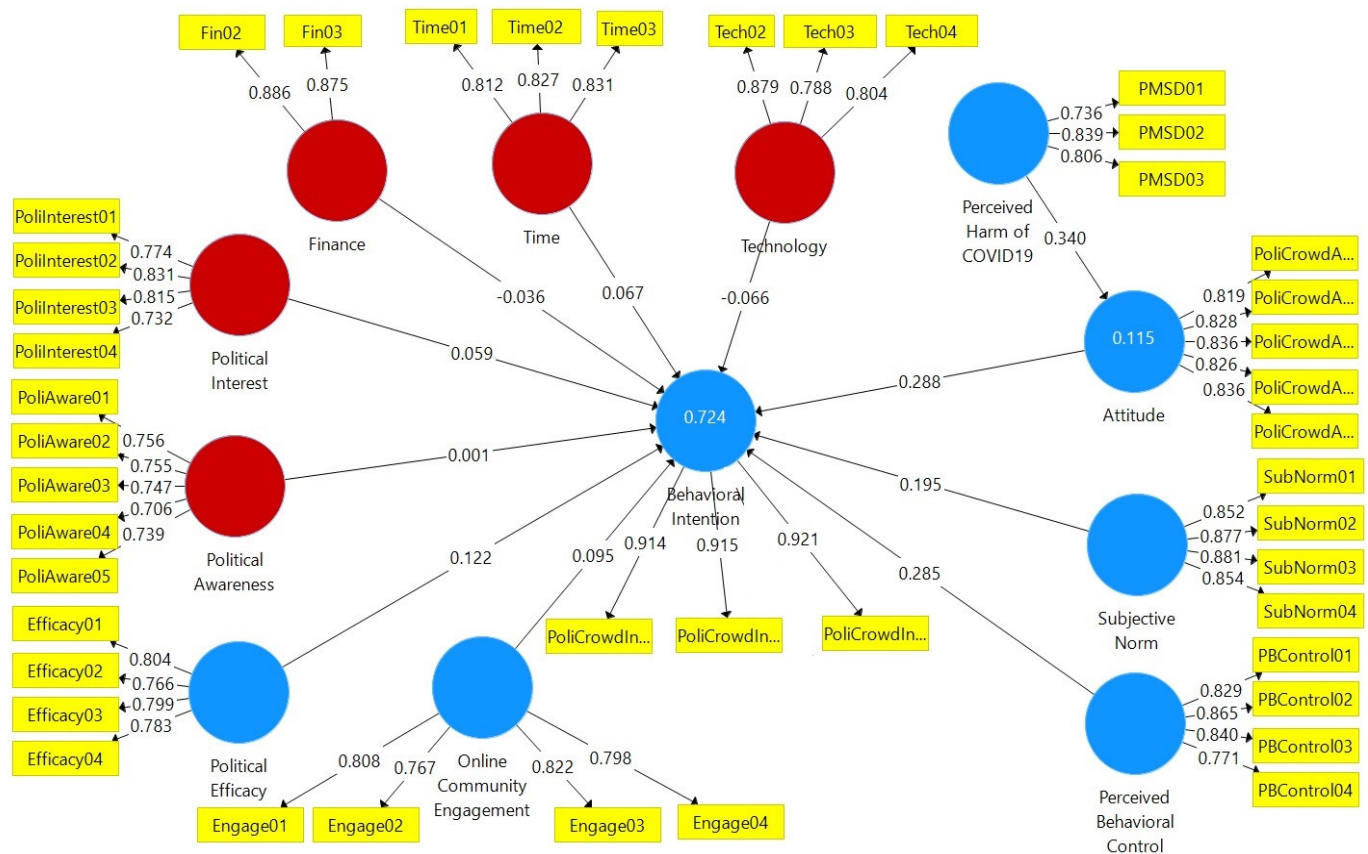 Fin02
Fin03
Time01
Time02
Time03
Tech02
Tech03
Tech04
0.886
0.875
0.812
0.827
0.831
0.879
0.788
0.804
PMSD01
PMSD02
PMSD03
0.736
0.839
0.806
Finance
Time
Technology
Perceived
Harm of
COVID19
0.340
PoliInterest01
PoliInterest02
PoliInterest03
PoliInterest04
0.774
0.831
0.815
0.732
Political
Interest
-0.036
0.067
-0.066
0.059
PoliCrowdA...
PoliCrowdA...
PoliCrowdA...
PoliCrowdA...
PoliCrowdA...
0.819
0.828
0.836
0.826
0.836
0.115
Attitude
0.288
PoliAware01
PoliAware02
PoliAware03
PoliAware04
PoliAware05
0.756
0.755
0.747
0.706
0.739
Political
Awareness
0.001
0.724
Behavioral
Intention
0.195
SubNorm01
SubNorm02
SubNorm03
SubNorm04
0.852
0.877
0.881
0.854
Subjective
Norm
0.122
0.095
0.914
0.915
0.921
0.285
PoliCrowdIn...
PoliCrowdIn...
PoliCrowdIn...
Efficacy01
Efficacy02
Efficacy03
Efficacy04
0.804
0.766
0.799
0.783
Political
Efficacy
Online
Community
Engagement
0.808
0.767
0.822
0.798
Engage01
Engage02
Engage03
Engage04
PBControl01
PBControl02
PBControl03
PBControl04
0.829
0.865
0.840
0.771
Perceived
Behavioral
Control